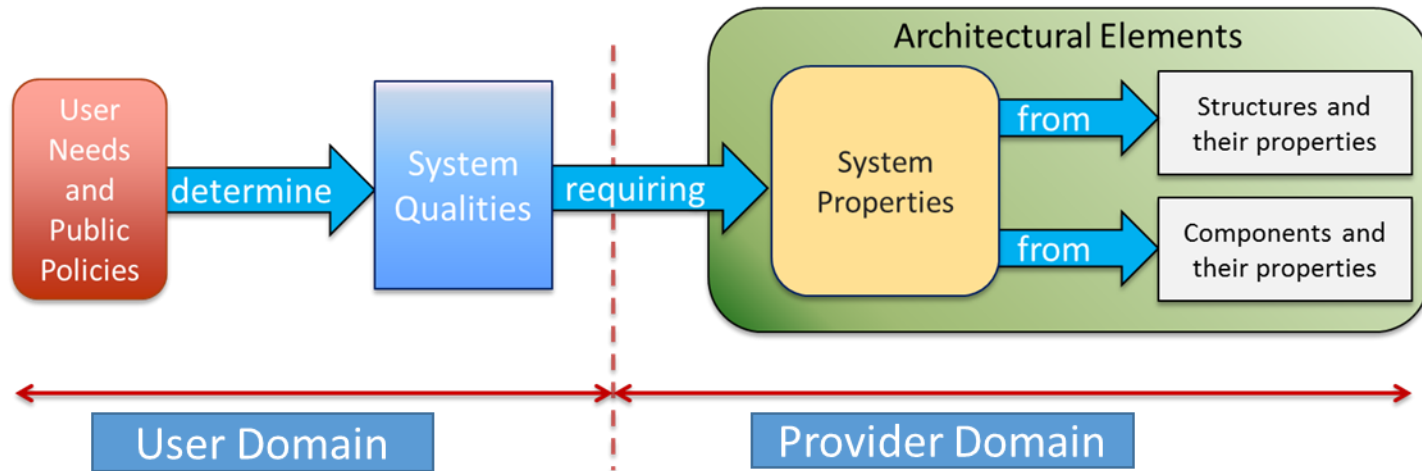 Architectural Elements
User
Needs
and
Public
Policies
determine
System
Qualities
requiring
System
Properties
from
Structures and
their properties
from
Components and
their properties
User Domain
Provider Domain